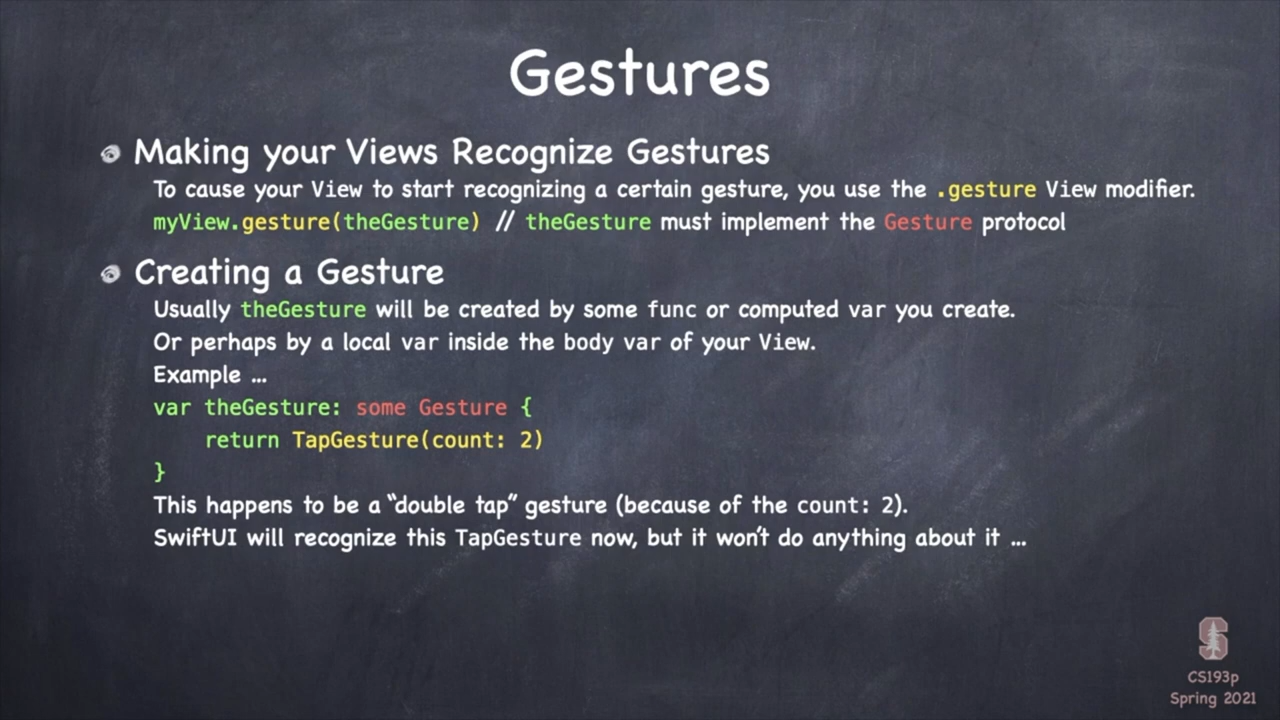 Gestures
Making your Views Recognize Gestures
To cause your View to start recognizing a certain gesture, you use the .gesture View modifier.
myView.gesture(theGesture) // theGesture must implement the Gesture protocol
Creating a Gesture
Usually theGesture will be created by some func or computed var you create.
Or perhaps by a local var inside the body var of your View.
Example …
var theGesture: some Gesture {
    return TapGesture(count: 2)
}
This happens to be a “double tap” gesture (because of the count: 2).
SwiftUI will recognize this TapGesture now, but it won’t do anything about it …
S
CS193p
Spring 2021